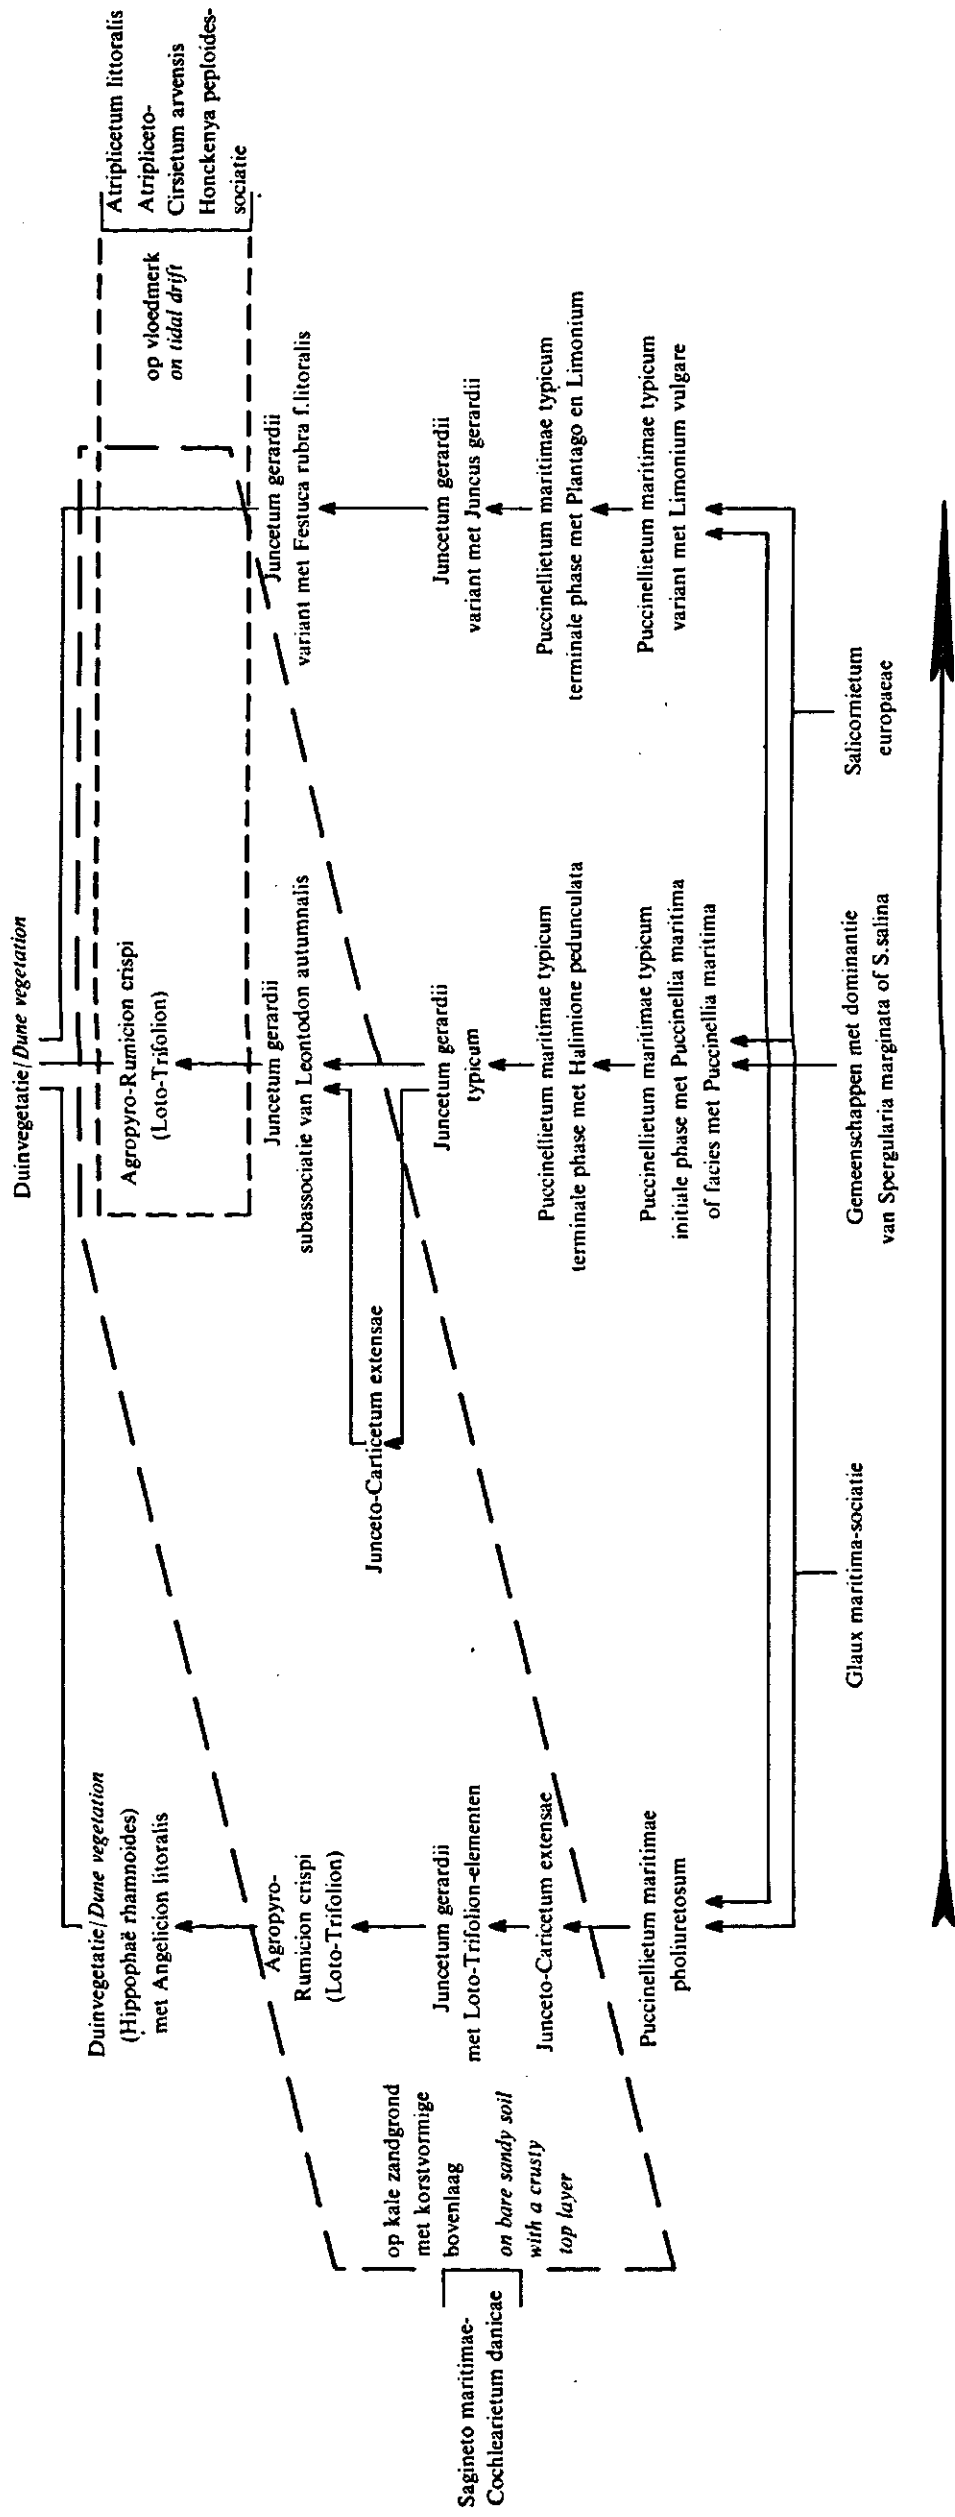 Duinvegetatie/Dune vegetation
Duinvegetatie/Dune vegetation
(Hippophaë rhamnoides)
met Angelicion litoralis
Atriplicetum littoralis
Atripliceto-
Cirsietum arvensis
Honckenya peploides-
sociatie
Agropyro-Rumicion crispi
(Loto-Trifolion)
op vloedmerk
on tidal drift
Agropyro-
Rumicion crispi
(Loto-Trifolion)
Juncetum gerardii
subassociatie van Leontodon autumnalis
Juncetum gerardii
variant met Festuca rubra f.litoralis
Junceto-Carticetum extensae
op kale zandgrond
met korstvormige
bovenlaag
on bare sandy soil
with a crusty
top layer
Sagineto maritimae-
Cochlearietum danicae
Juncetum gerardii
met Loto-Trifolion-elementen
Juncetum gerardii
typicum
Juncetum gerardii
variant met Juncus gerardii
Junceto-Caricetum extensae
Puccinellietum maritimae typicum
terminale phase met Halimione pedunculata
Puccinellietum maritimae typicum
terminale phase met Plantago en Limonium
Puccinellietum maritimae
pholiuretosum
Puccinellietum maritimae typicum
initiale phase met Puccinellia maritima
of facies met Puccinellia maritima
Puccinellietum maritimae typicum
variant met Limonium vulgare
Glaux maritima-sociatie
Gemeenschappen met dominantie
van Spergularia marginata of S.salina
Salicornietum
europaeae